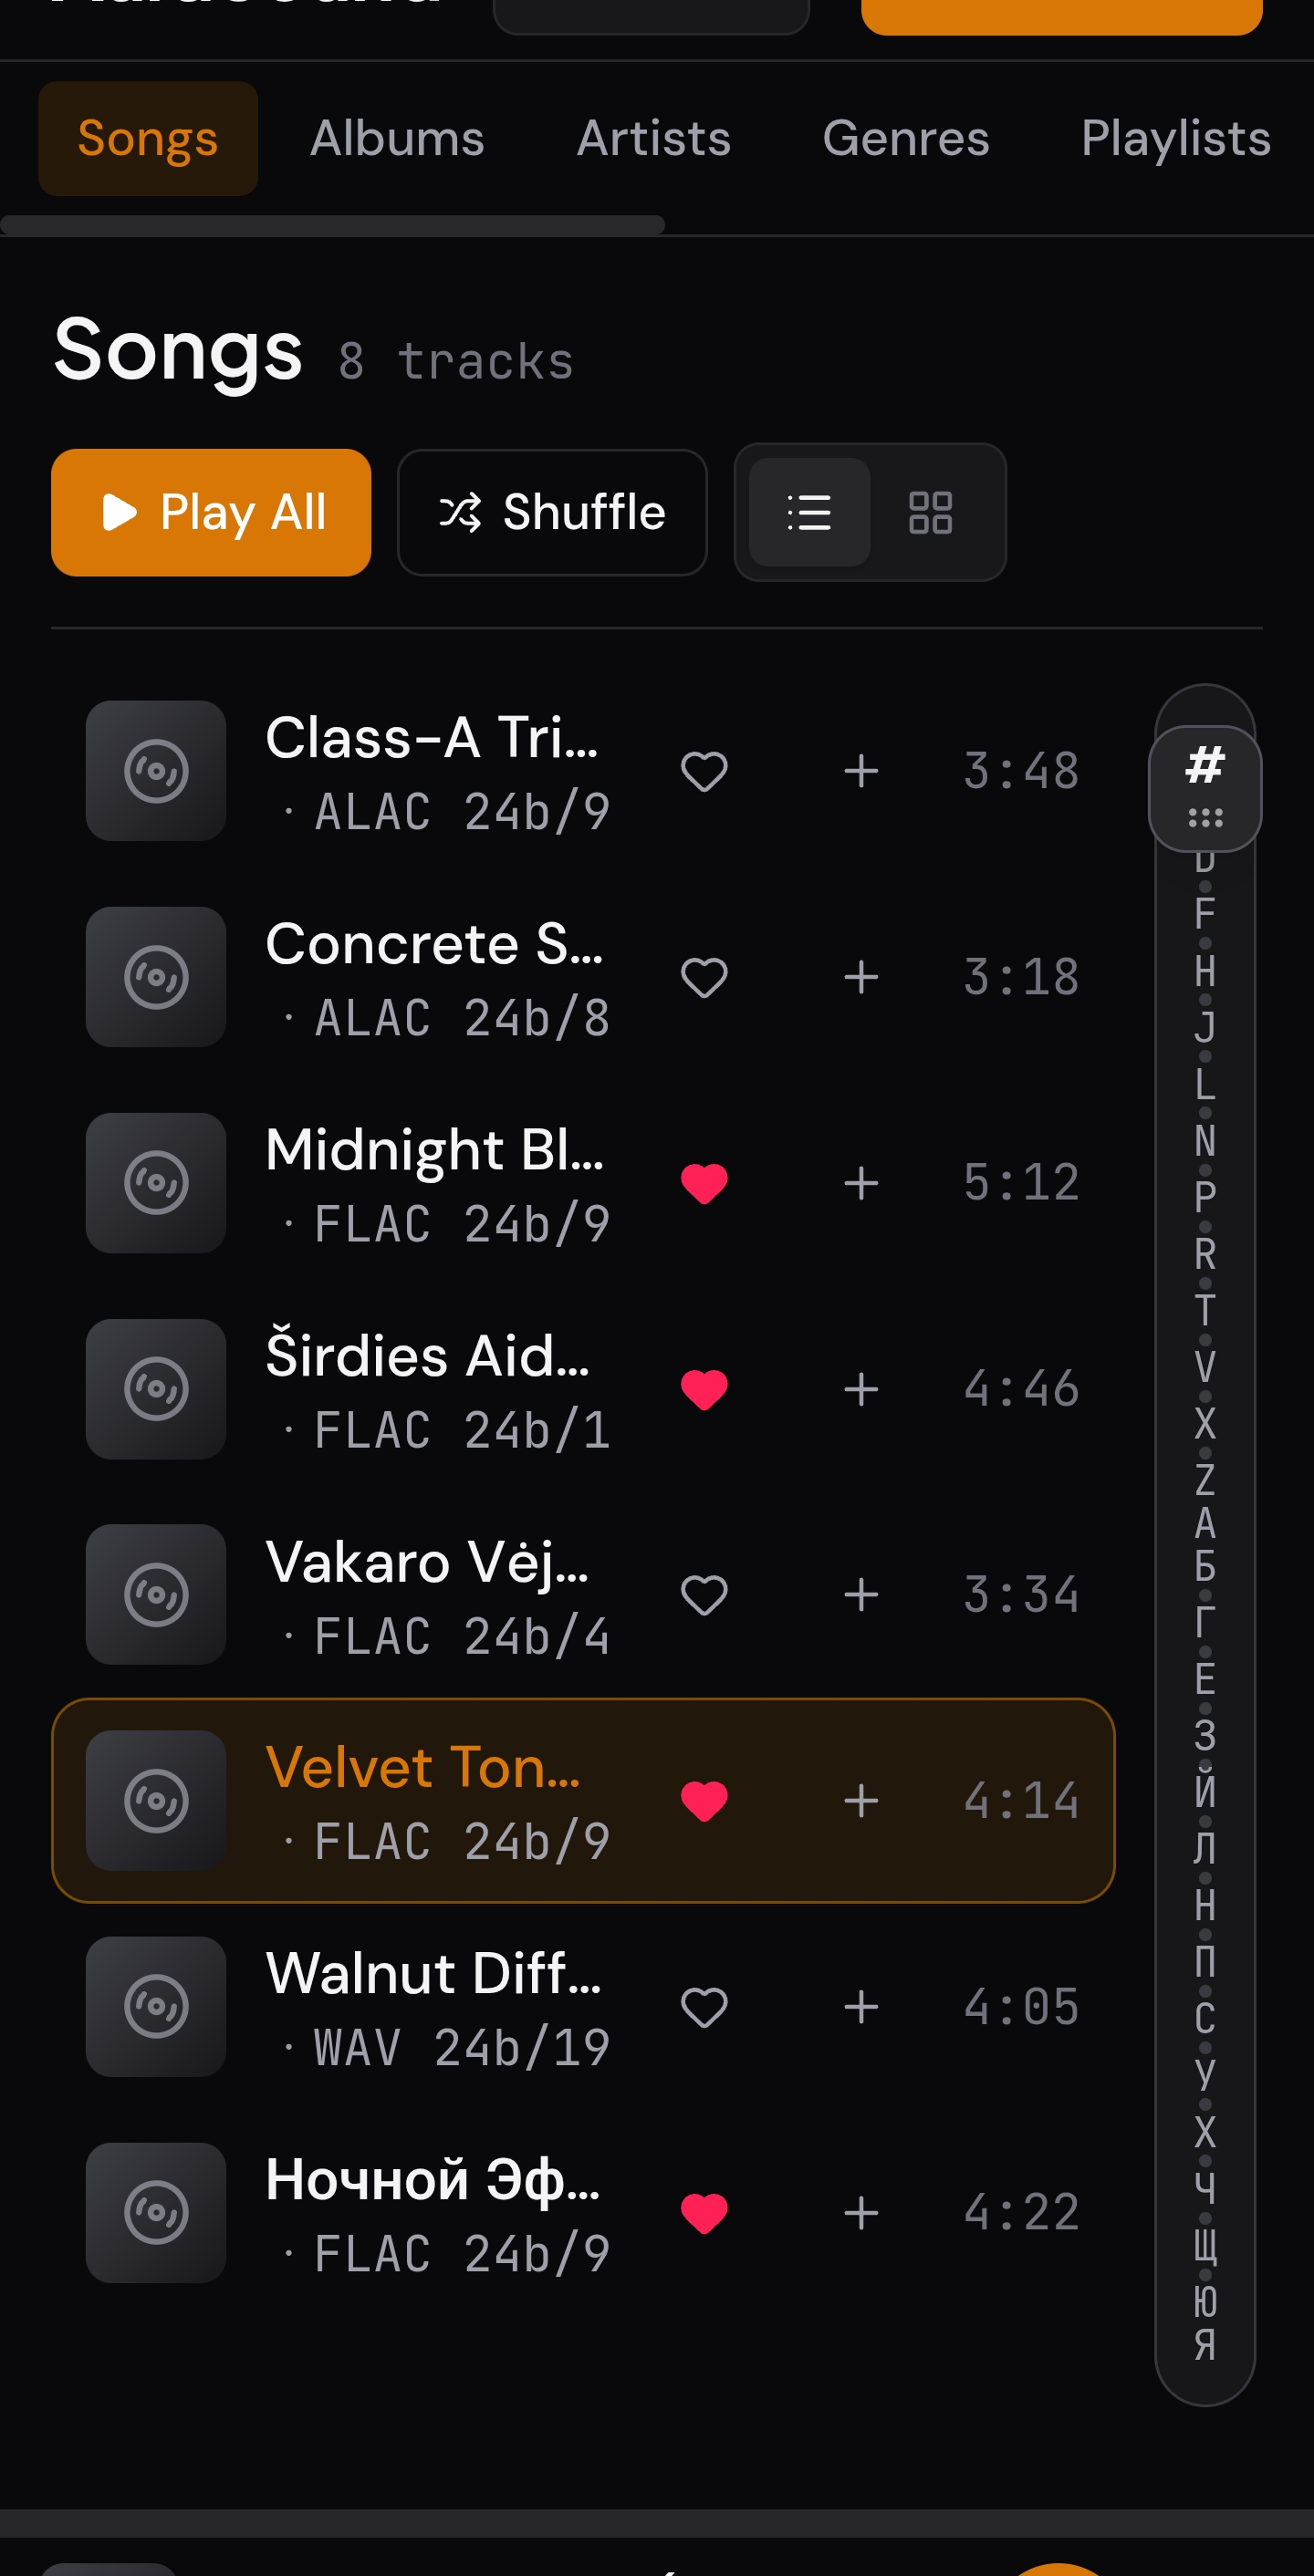 Songs Albums Artists Genres Playlists
Songs 8 tracks
Play All Shuffle
Class-A Tri... 3:48
· ALAC 24b/9
Concrete S... 3:18
· ALAC 24b/8
Midnight Bl... 5:12
· FLAC 24b/9
Širdies Aid... 4:46
· FLAC 24b/1
Vakaro Vėj... 3:34
· FLAC 24b/4
Velvet Ton... 4:14
· FLAC 24b/9
Walnut Diff... 4:05
· WAV 24b/19
Ночной Эф... 4:22
· FLAC 24b/9
#
D
F
H
J
L
N
P
R
T
V
X
Z
А
Б
Г
Е
З
Й
Л
Н
П
С
У
Х
Ч
Щ
Ю
Я